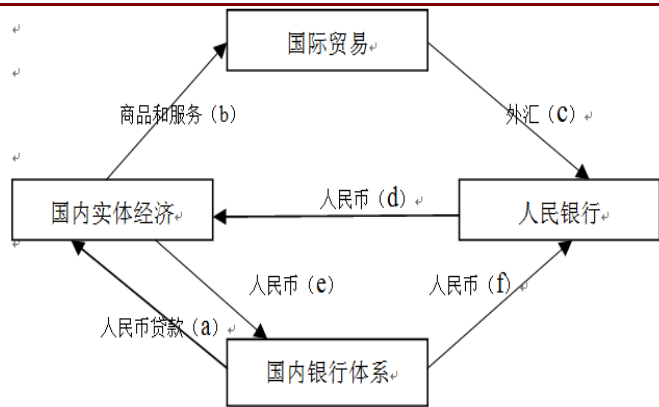 国际贸易
商品和服务（b）
外汇（c）
国内实体经济
人民币（d）
人民银行
人民币（e）
人民币（f）
人民币贷款（a）
国内银行体系